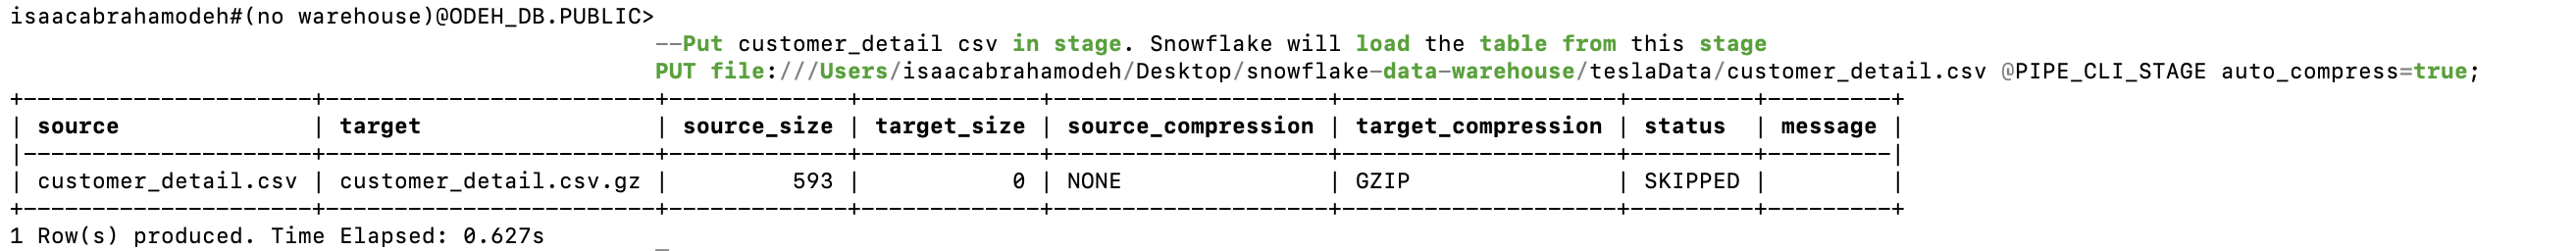 isaacabrahamodeh#(no warehouse)@ODEH_DB.PUBLIC>
--Put customer_detail csv in stage. Snowflake will load the table from this stage
PUT file:///Users/isaacabrahamodeh/Desktop/snowflake-data-warehouse/teslaData/customer_detail.csv @PIPE_CLI_STAGE auto_compress=true;
+-----------------------+---------------------------+---------------+---------------+-----------------------+-----------------------+----------+---------+
| source | target | source_size | target_size | source_compression | target_compression | status | message |
|-----------------------+---------------------------+---------------+---------------+-----------------------+-----------------------+----------+---------|
| customer_detail.csv | customer_detail.csv.gz | 593 | 0 | NONE | GZIP | SKIPPED | |
+-----------------------+---------------------------+---------------+---------------+-----------------------+-----------------------+----------+---------+
1 Row(s) produced. Time Elapsed: 0.627s